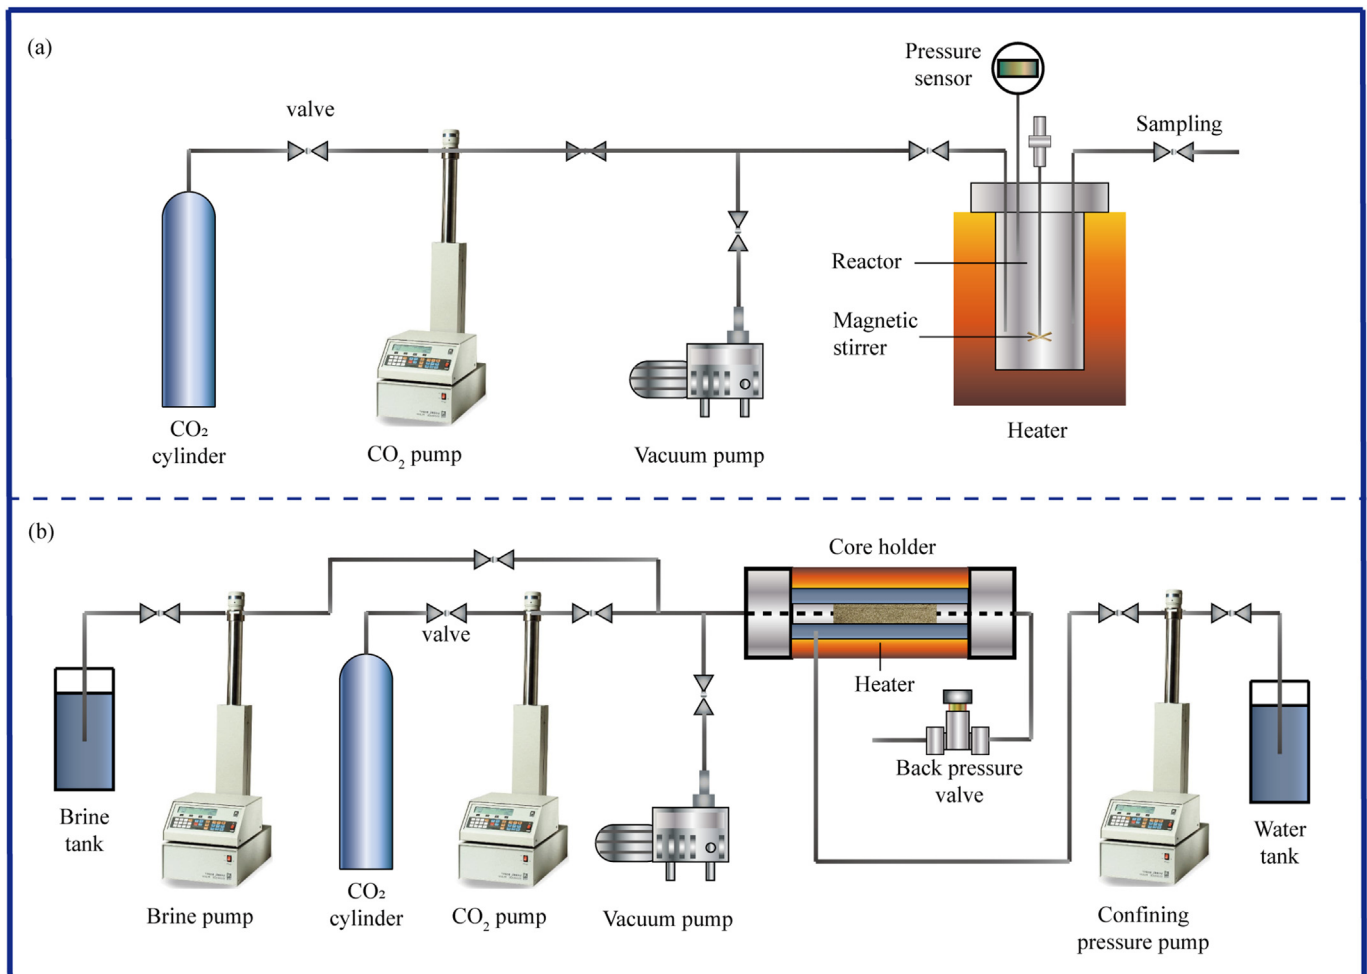 (a)
Pressure
sensor
valve
Sampling
Reactor
Magnetic
stirrer
CO₂
cylinder
CO₂ pump
Vacuum pump
Heater
(b)
Core holder
valve
Heater
Back pressure
valve
Brine
tank
Water
tank
Brine pump
CO₂
cylinder
CO₂ pump
Vacuum pump
Confining
pressure pump